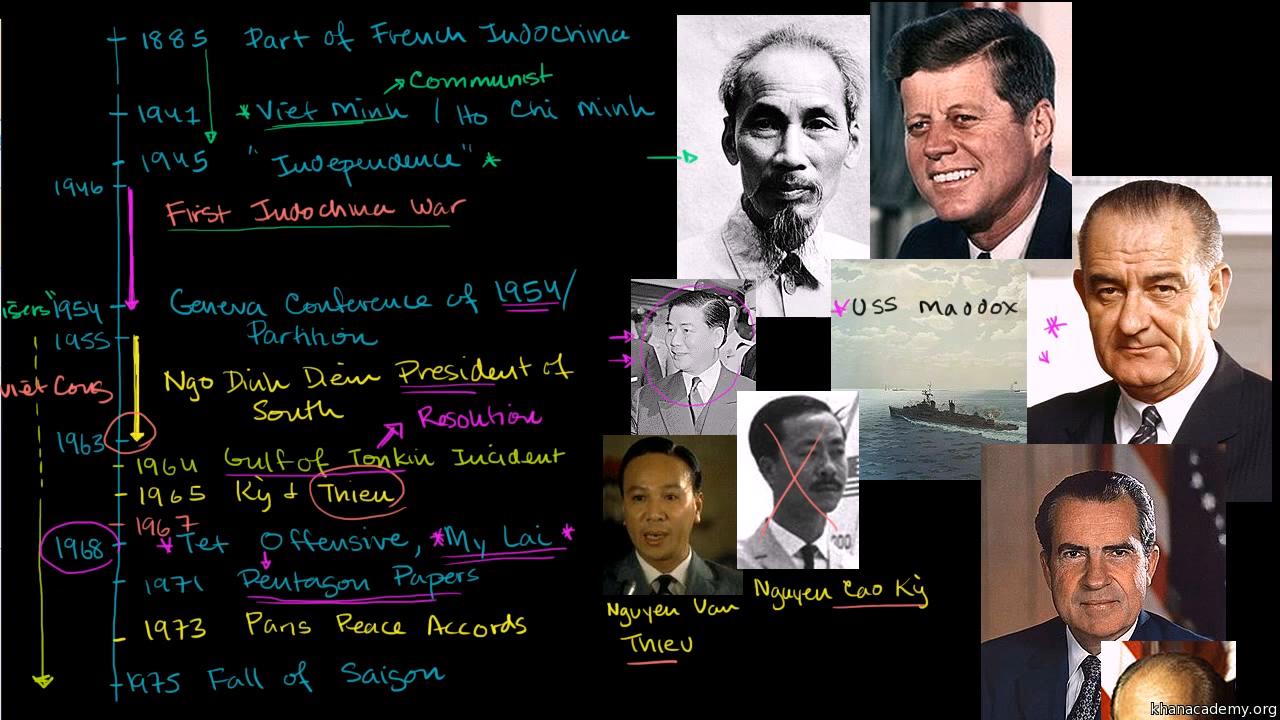 1885 Part of French Indochina
Communist
1941 Viet Minh / Ho Chi Minh
1945 "Independence"
1946
First Indochina War
isers" 1954 Geneva Conference of 1954/
Partition
1955
Viet Cong
Ngo Dinh Diem President of
South
Resolution
1963
1964 Gulf of Tonkin Incident
1965 Kỳ & Thieu
1967
1968 Tet Offensive, My Lai
1971 Pentagon Papers
1973 Paris Peace Accords
1975 Fall of Saigon
USS Maddox
Nguyen Van
Thieu
Nguyen Cao Kỳ
khanacademy.org